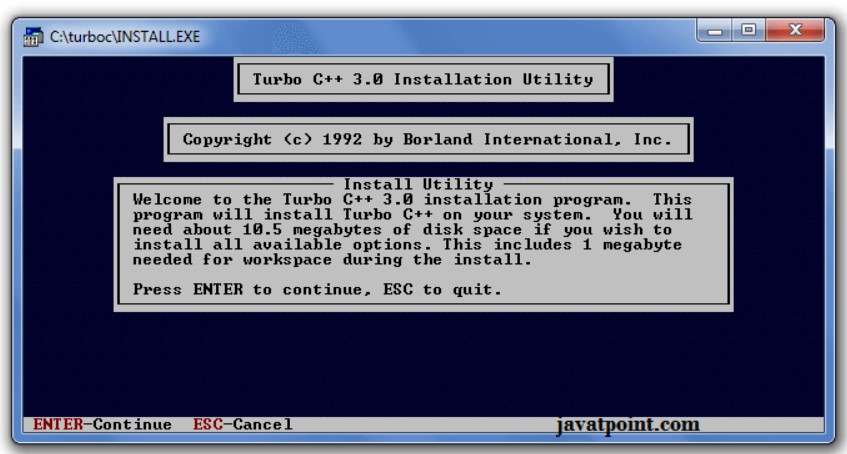 C:\turboc\INSTALL.EXE
Turbo C++ 3.0 Installation Utility
Copyright (c) 1992 by Borland International, Inc.
Install Utility
Welcome to the Turbo C++ 3.0 installation program.  This
program will install Turbo C++ on your system.  You will
need about 10.5 megabytes of disk space if you wish to
install all available options. This includes 1 megabyte
needed for workspace during the install.
Press ENTER to continue, ESC to quit.
ENTER-Continue  ESC-Cancel
javatpoint.com